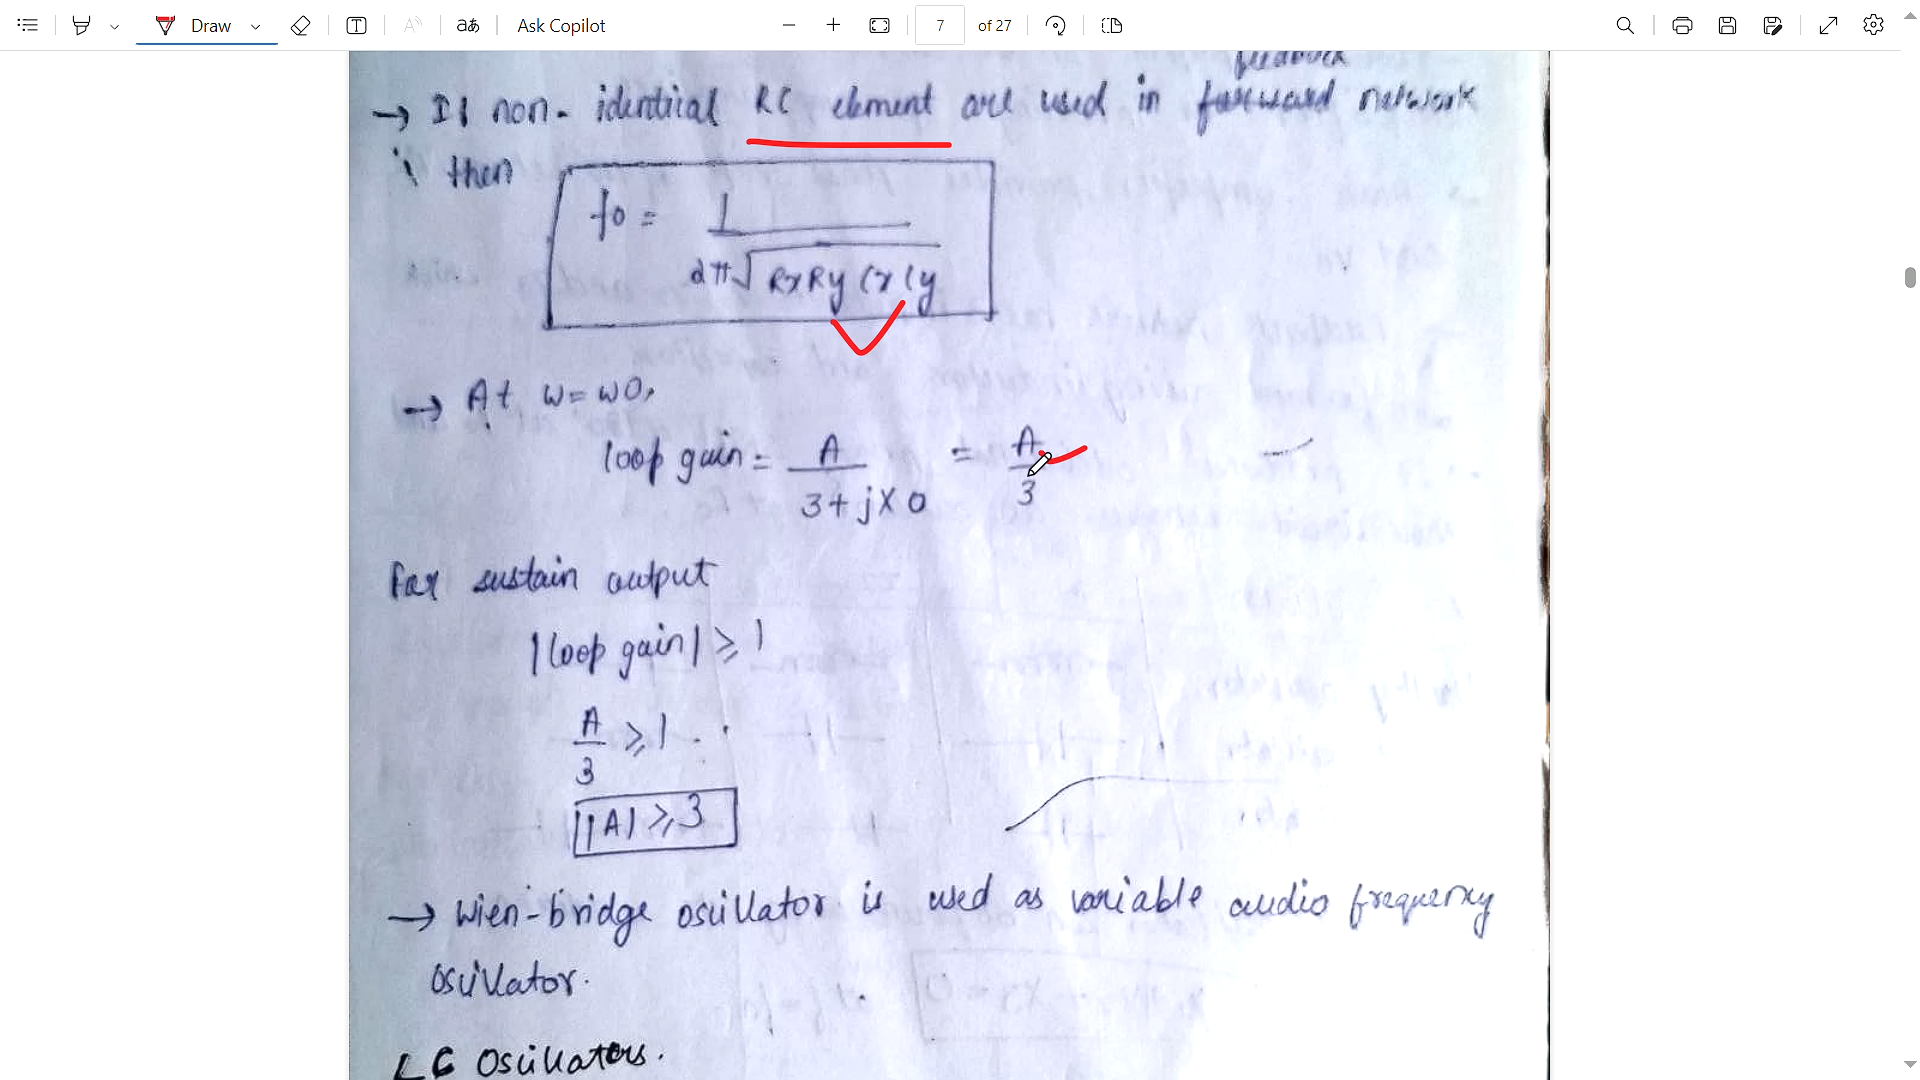 Draw
Ask Copilot
7 of 27
feedback
→ If non-identical RC element are used in forward network
then
fo = 1
2π√RxRyCxCy
→ At ω=ω0,
loop gain = A = A
3+jX0 3
For sustain output
|loop gain| ≥ 1
A ≥ 1
3
|A| ≥ 3
→ Wien-bridge oscillator is used as variable audio frequency
oscillator.
LC Oscillators.